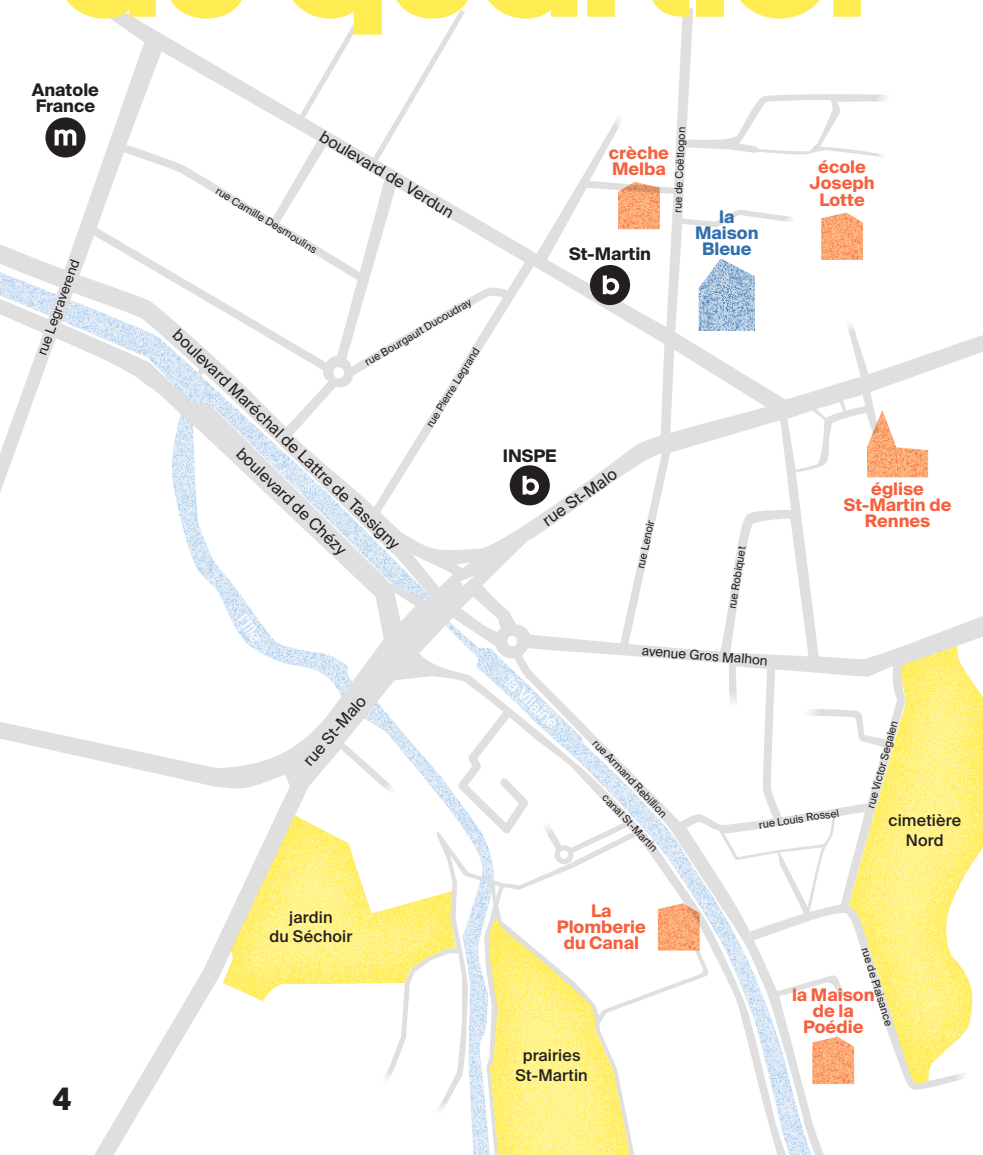 de quartier
Anatole
France
m
boulevard de Verdun
rue Camille Desmoulins
rue Legraverend
crèche
Melba
rue de Coëtlogon
école
Joseph
Lotte
la
Maison
Bleue
St-Martin
b
rue Bourgault Ducoudray
rue Pierre Legrand
boulevard Maréchal de Lattre de Tassigny
boulevard de Chézy
INSPE
b
rue St-Malo
église
St-Martin de
Rennes
rue Lenoir
rue Robiquet
l'Ille
avenue Gros Malhon
la Vilaine
rue St-Malo
rue Armand Rebillion
canal St-Martin
rue Victor Segalen
rue Louis Rossel
cimetière
Nord
jardin
du Séchoir
La
Plomberie
du Canal
rue de Plaisance
la Maison
de la
Poédie
prairies
St-Martin
4